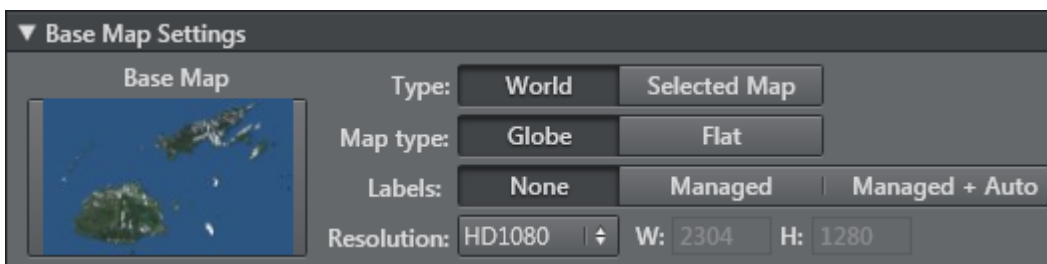 Base Map Settings
Base Map
Type: World Selected Map
Map type: Globe Flat
Labels: None Managed Managed + Auto
Resolution: HD1080 W: 2304 H: 1280